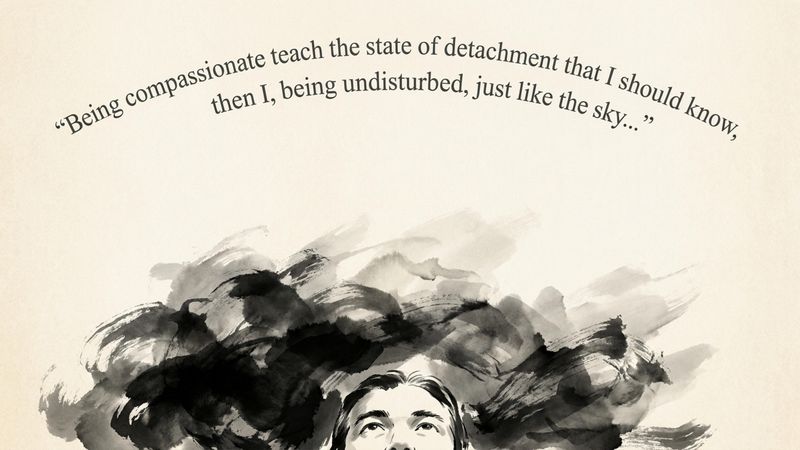 “Being compassionate teach the state of detachment that I should know,
then I, being undisturbed, just like the sky... ”